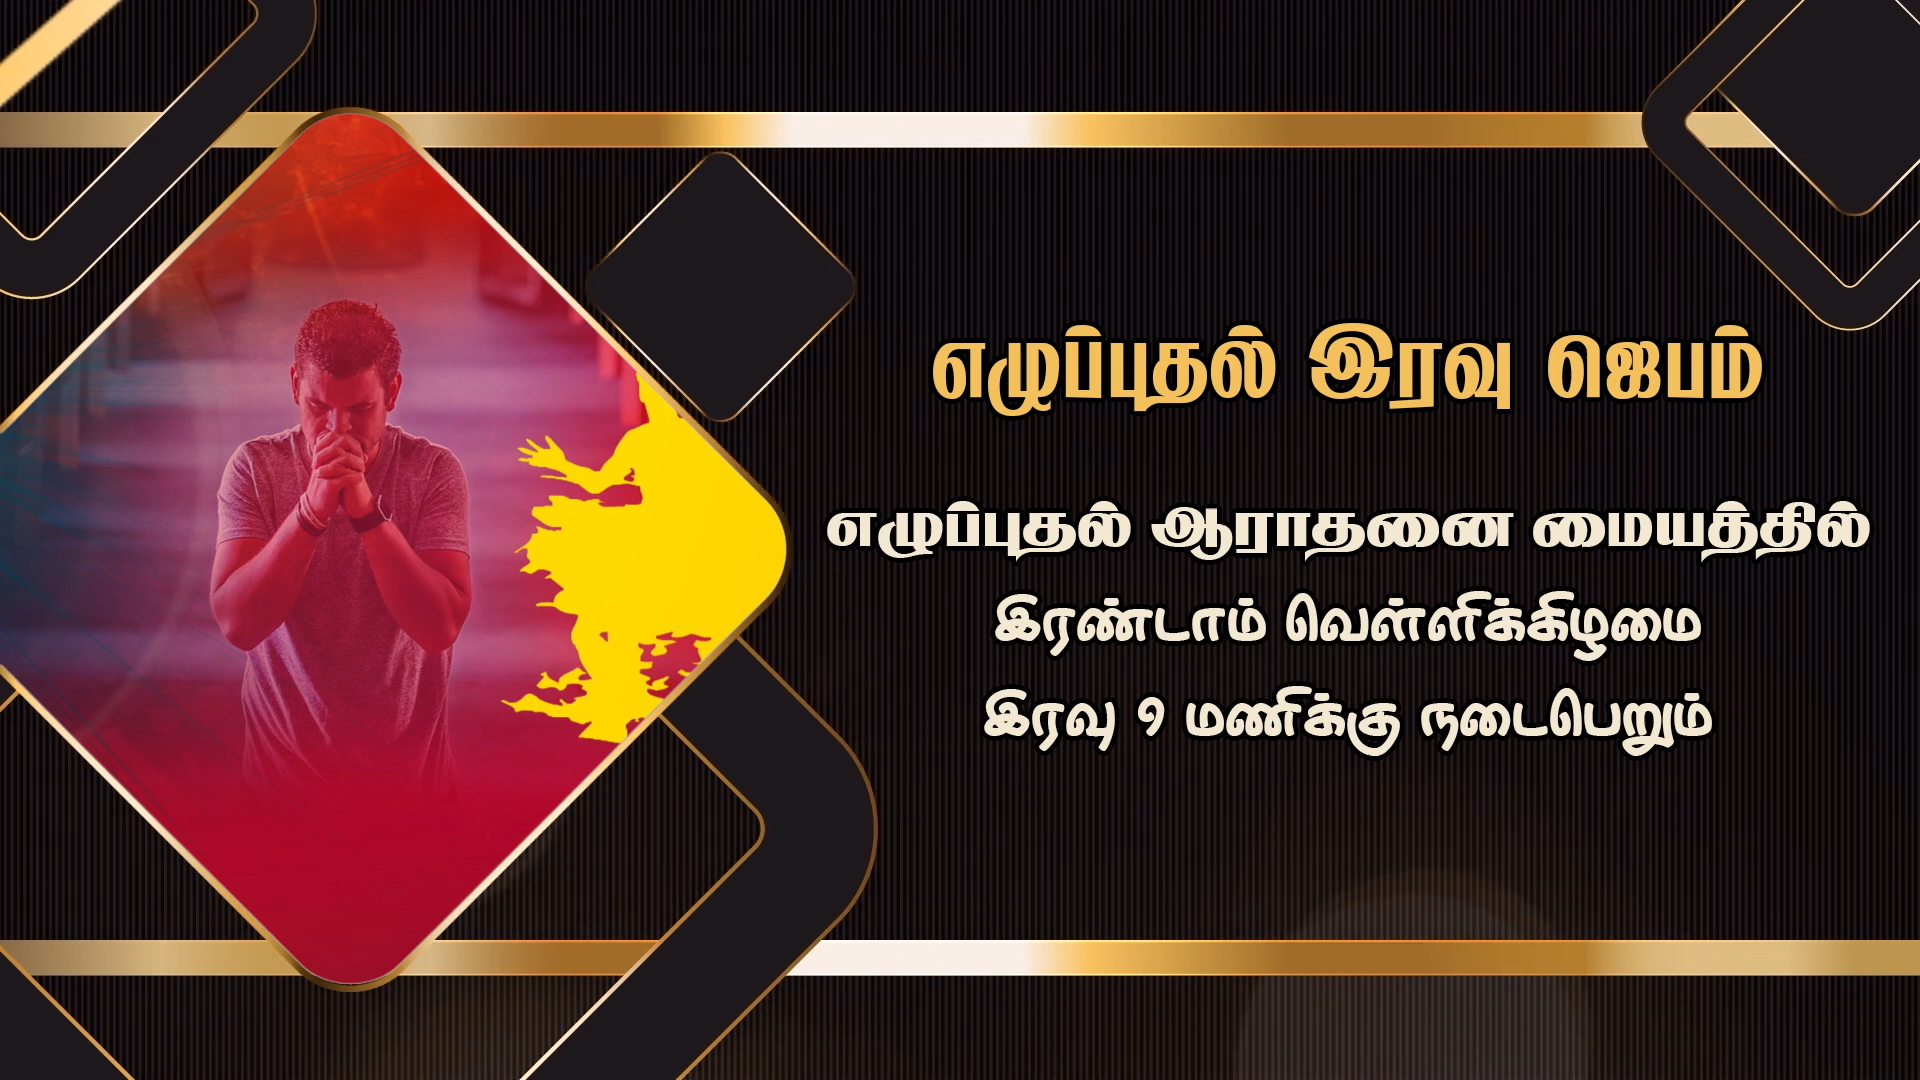 எழுப்புதல் இரவு ஜெபம்
எழுப்புதல் ஆராதனை மையத்தில்
இரண்டாம் வெள்ளிக்கிழமை
இரவு 9 மணிக்கு நடைபெறும்